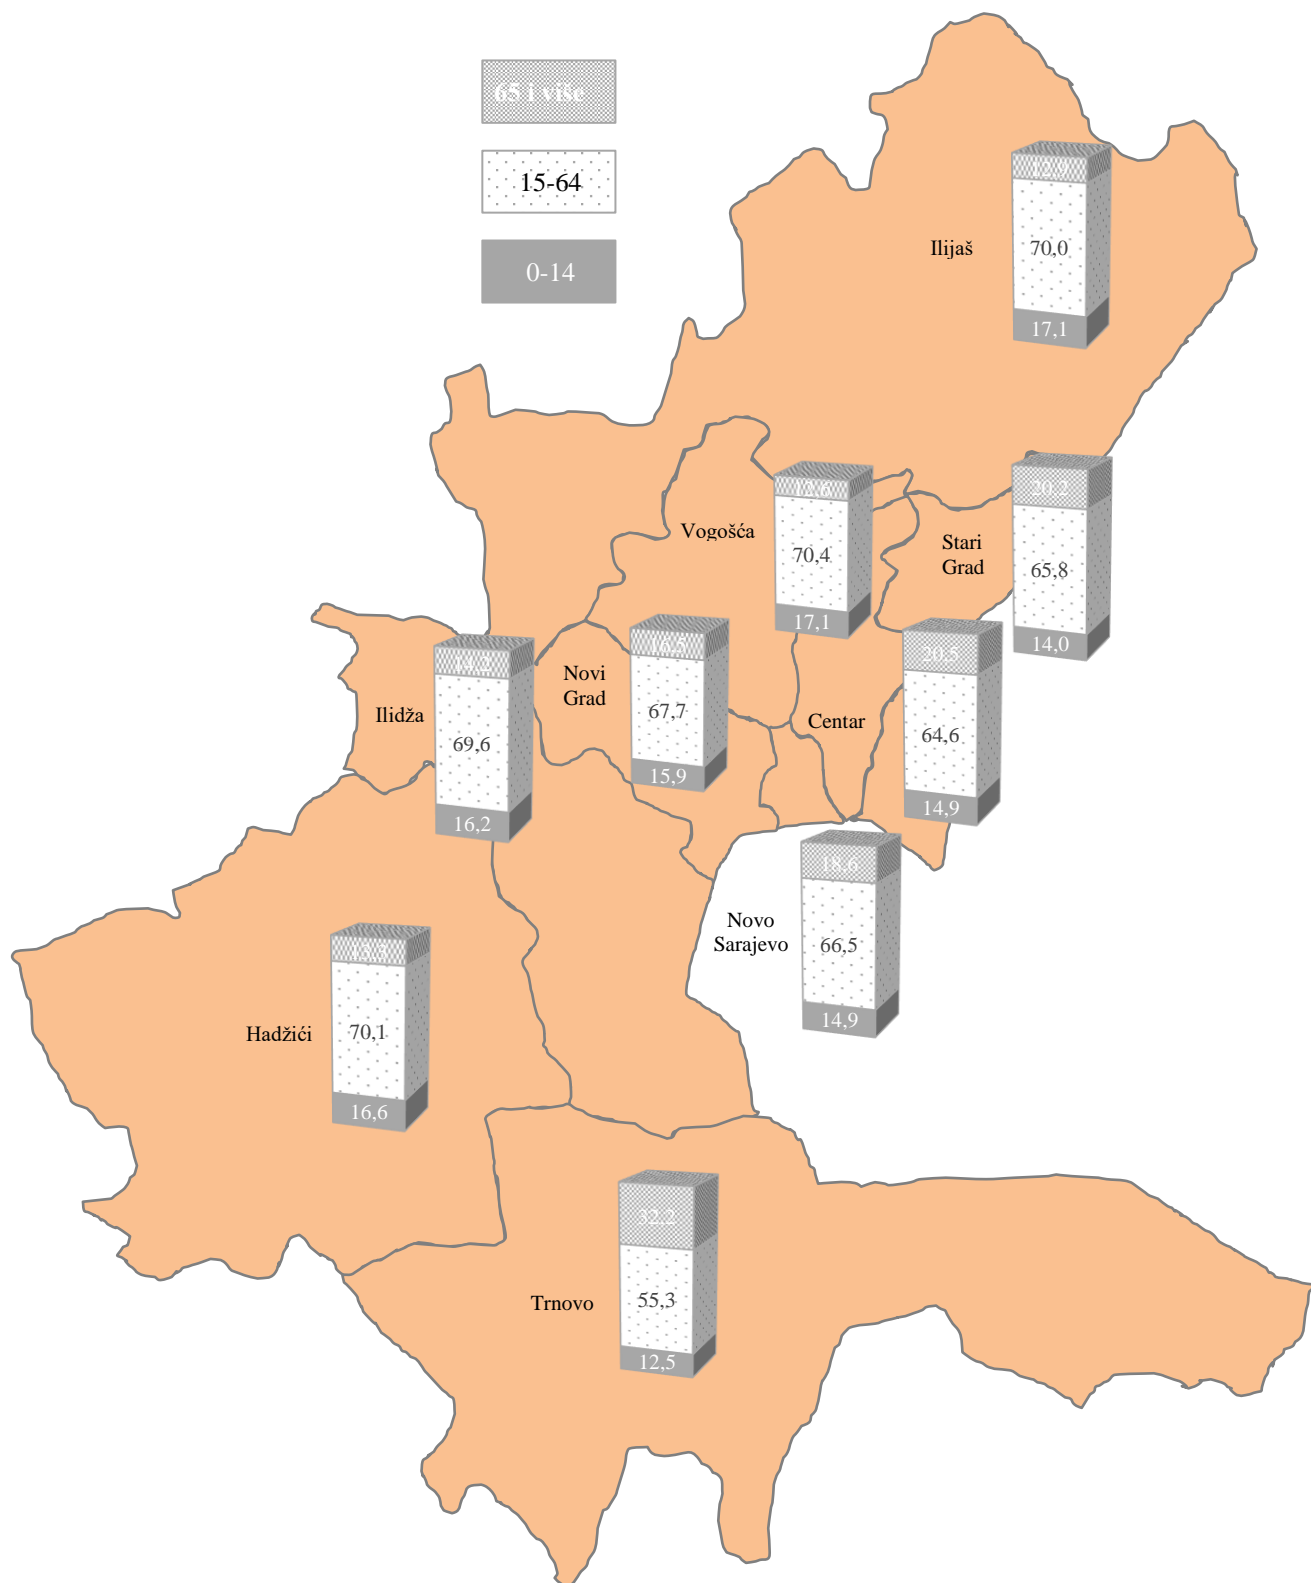 65 i više
15-64
0-14
Ilijaš
70,0
17,1
Vogošća
70,4
17,1
Stari
Grad
20,2
65,8
14,0
Ilidža
14,2
69,6
16,2
Novi
Grad
16,5
67,7
15,9
Centar
20,5
64,6
14,9
Novo
Sarajevo
18,6
66,5
14,9
Hadžići
70,1
16,6
Trnovo
32,2
55,3
12,5